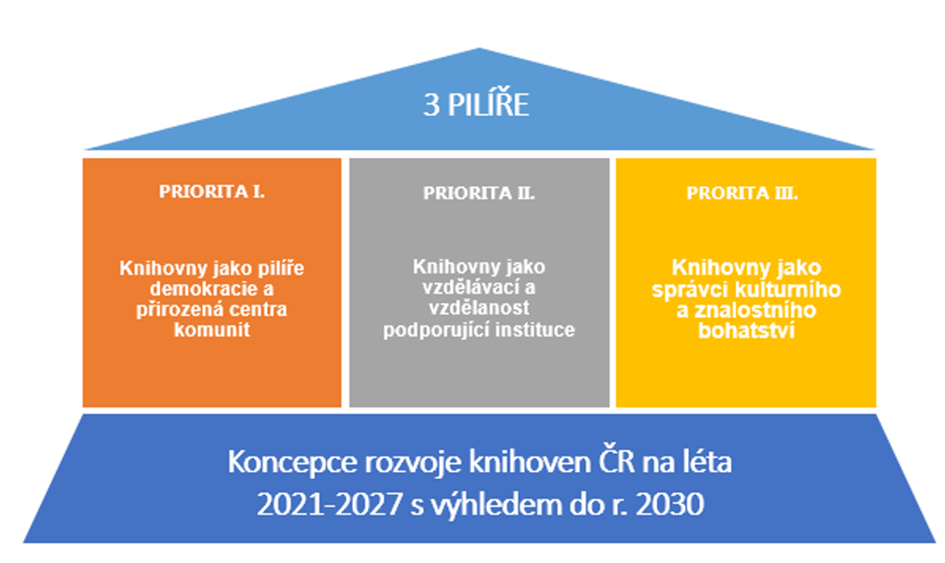 3 PILÍŘE
PRIORITA I.
Knihovny jako pilíře
demokracie a
přirozená centra
komunit
PRIORITA II.
Knihovny jako
vzdělávací a
vzdělanost
podporující instituce
PRORITA III.
Knihovny jako
správci kulturního
a znalostního
bohatství
Koncepce rozvoje knihoven ČR na léta
2021-2027 s výhledem do r. 2030